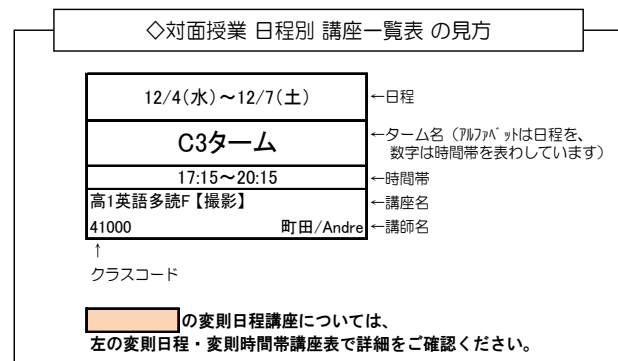 ◇対面授業 日程別 講座一覧表 の見方
12/4(水)～12/7(土) ←日程
C3ターム ←ターム名（ｱﾙﾌｧﾍﾞｯﾄは日程を、
数字は時間帯を表わしています）
17:15～20:15 ←時間帯
高1英語多読F【撮影】 ←講座名
41000 町田/Andre ←講師名
↑
クラスコード
の変則日程講座については、
左の変則日程・変則時間帯講座表で詳細をご確認ください。